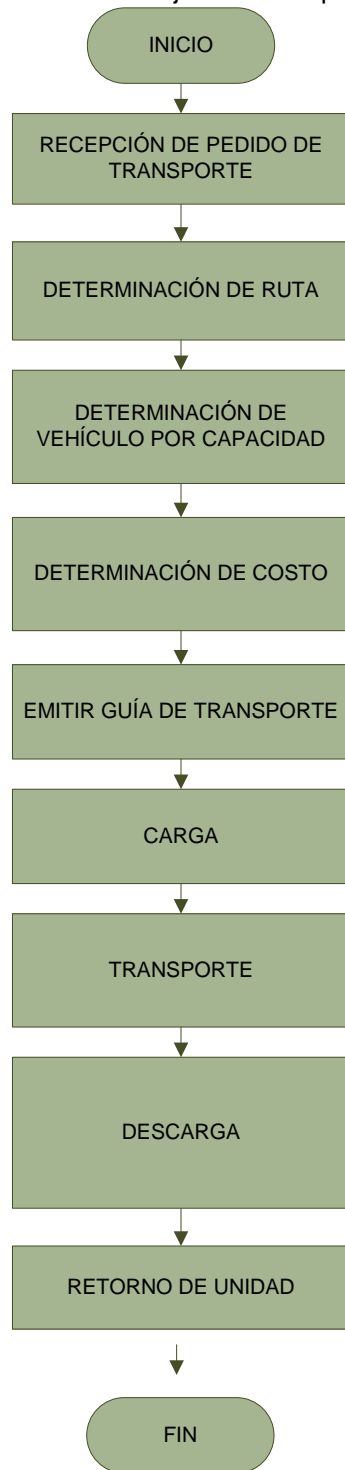 INICIO
RECEPCIÓN DE PEDIDO DE
TRANSPORTE
DETERMINACIÓN DE RUTA
DETERMINACIÓN DE
VEHÍCULO POR CAPACIDAD
DETERMINACIÓN DE COSTO
EMITIR GUÍA DE TRANSPORTE
CARGA
TRANSPORTE
DESCARGA
RETORNO DE UNIDAD
FIN